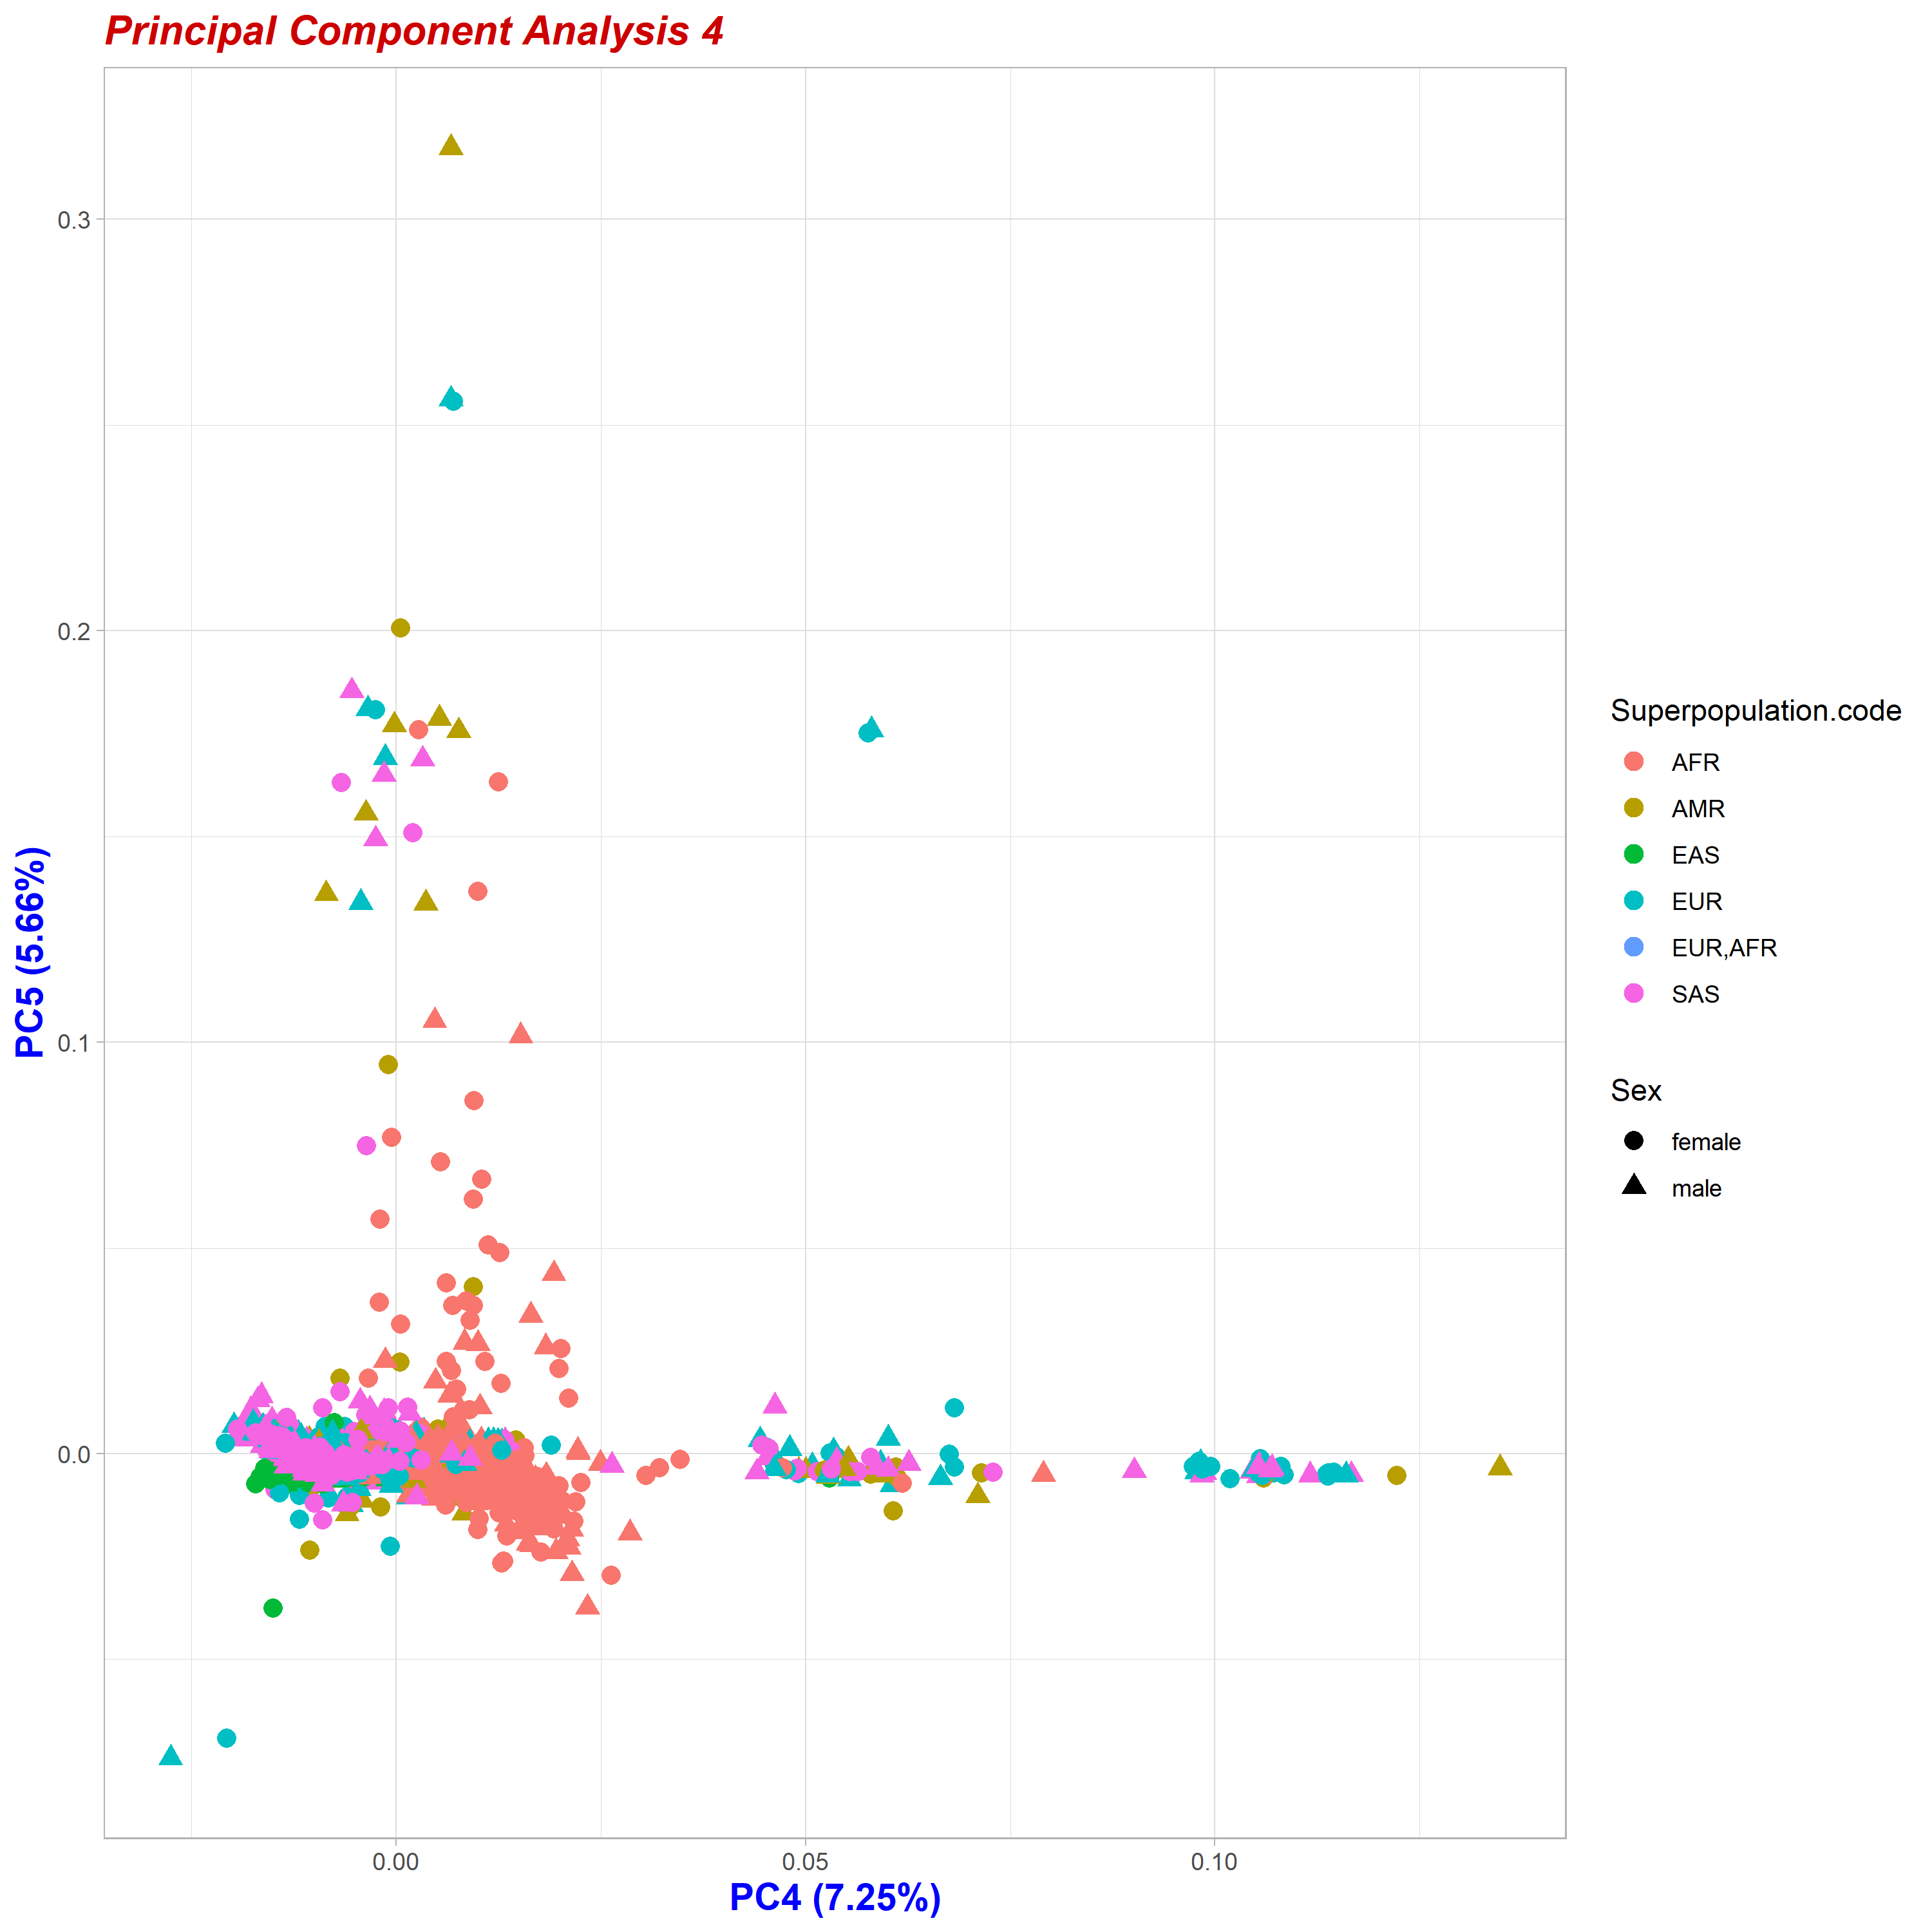 Principal Component Analysis 4
0.3
0.2
0.1
0.0
PC5 (5.66%)
0.00
0.05
0.10
PC4 (7.25%)
Superpopulation.code
AFR
AMR
EAS
EUR
EUR,AFR
SAS
Sex
female
male